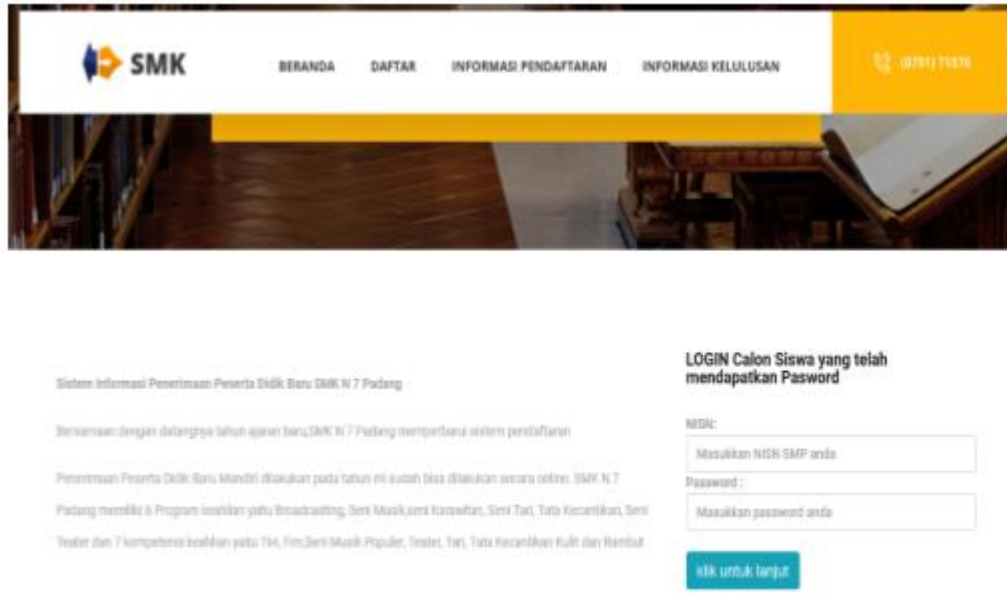 SMK
BERANDA DAFTAR INFORMASI PENDAFTARAN INFORMASI KELULUSAN
(0751)
Sistem Informasi Penerimaan Peserta Didik Baru SMK N 7 Padang
Bersamaan dengan datangnya tahun ajaran baru,SMK N 7 Padang memperbarui sistem pendaftaran
Penerimaan Peserta Didik Baru Mandiri dilakukan pada tahun ini sudah bisa dilakukan secara online. SMK N 7
Padang memiliki 6 Program keahlian yaitu Broadcasting, Seni Musik,seni Karawitan, Seni Tari, Tata Kecantikan, Seni
Teater dan 7 kompetensi keahlian yaitu Seni Musik Populer, Teater, Tari, Tata Kecantikan Kulit dan Rambut
LOGIN Calon Siswa yang telah
mendapatkan Pasword
NISN:
Masukkan NISN SMP anda
Password :
Masukkan password anda
klik untuk lanjut